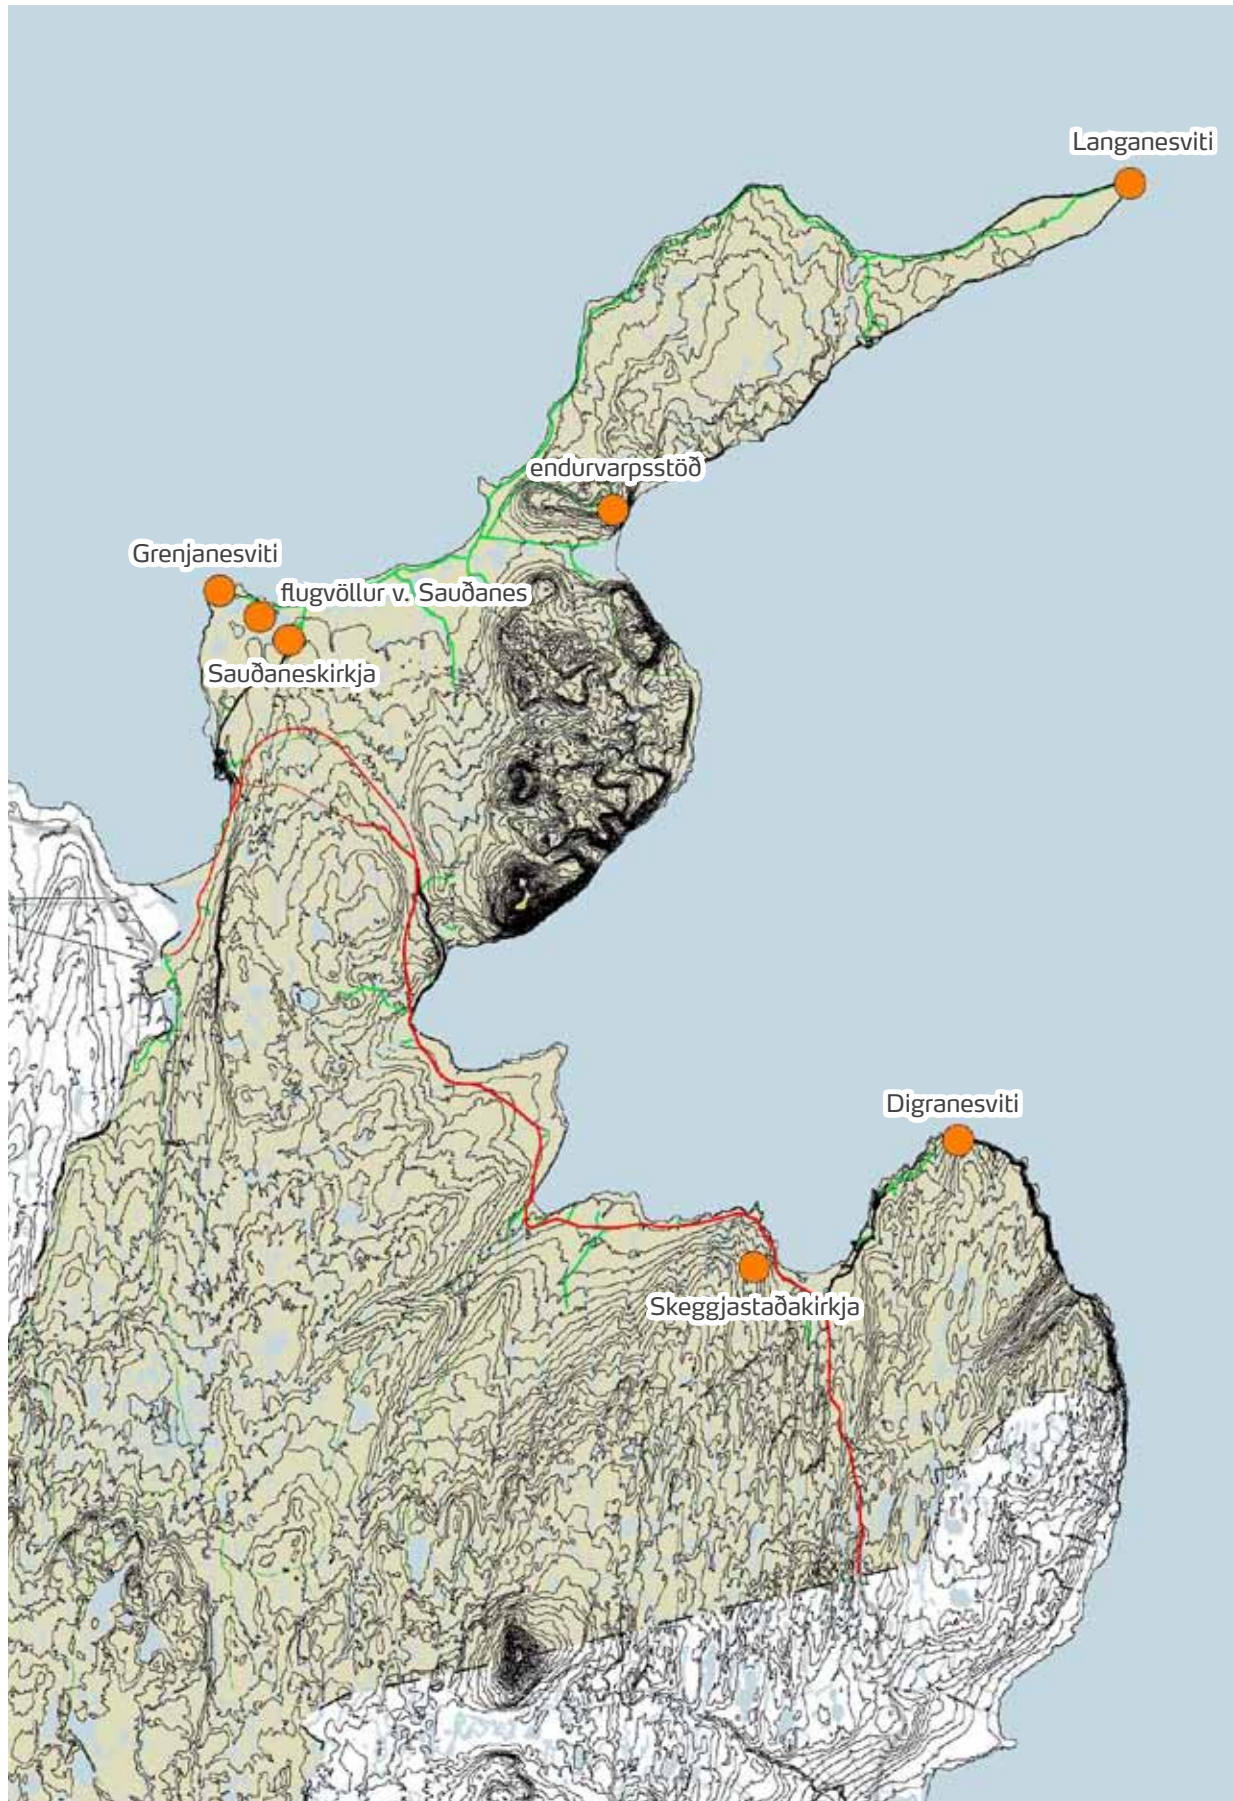 Langanesviti
endurvarpsstöð
Grenjanesviti
flugvöllur v. Sauðanes
Sauðaneskirkja
Digranesviti
Skeggjastaðakirkja